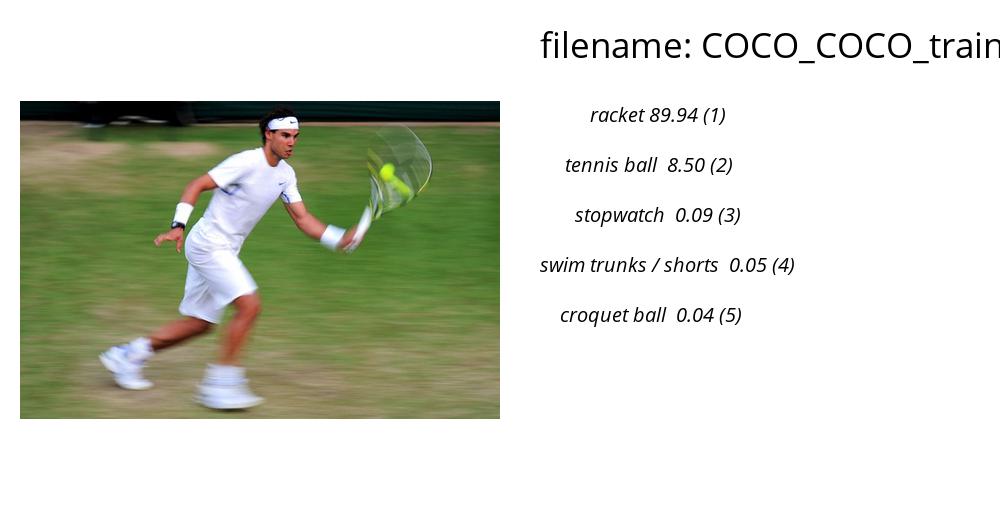 filename: COCO_COCO_train
racket 89.94 (1)
tennis ball 8.50 (2)
stopwatch 0.09 (3)
swim trunks / shorts 0.05 (4)
croquet ball 0.04 (5)